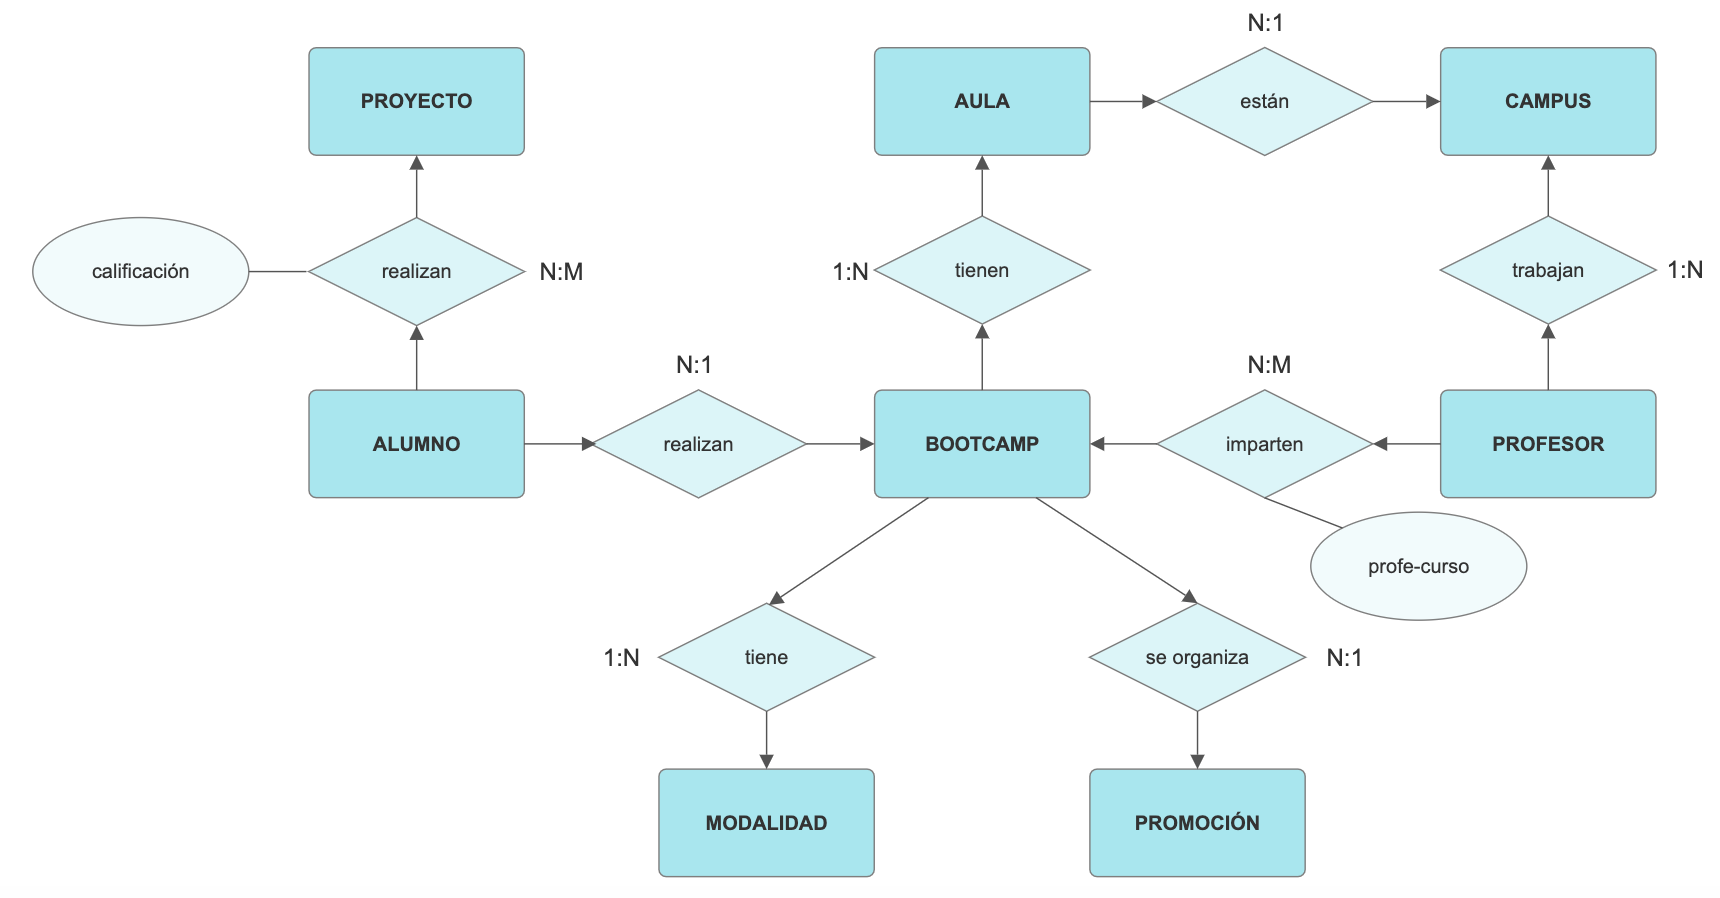 N:1
PROYECTO
AULA
están
CAMPUS
calificación
realizan
N:M
1:N
tienen
trabajan
1:N
N:1
N:M
ALUMNO
realizan
BOOTCAMP
imparten
PROFESOR
profe-curso
1:N
tiene
se organiza
N:1
MODALIDAD
PROMOCIÓN